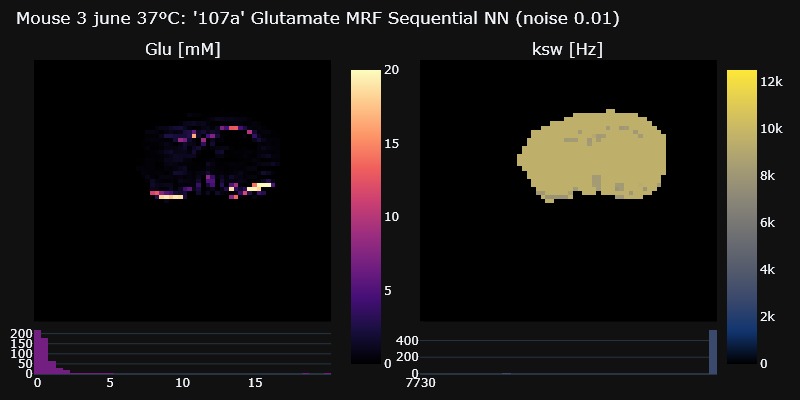 Mouse 3 june 37ºC: '107a' Glutamate MRF Sequential NN (noise 0.01)
Glu [mM]
ksw [Hz]
20
15
10
5
0
12k
10k
8k
6k
4k
2k
0
200
150
100
50
0
0
5
10
15
400
200
0
7730